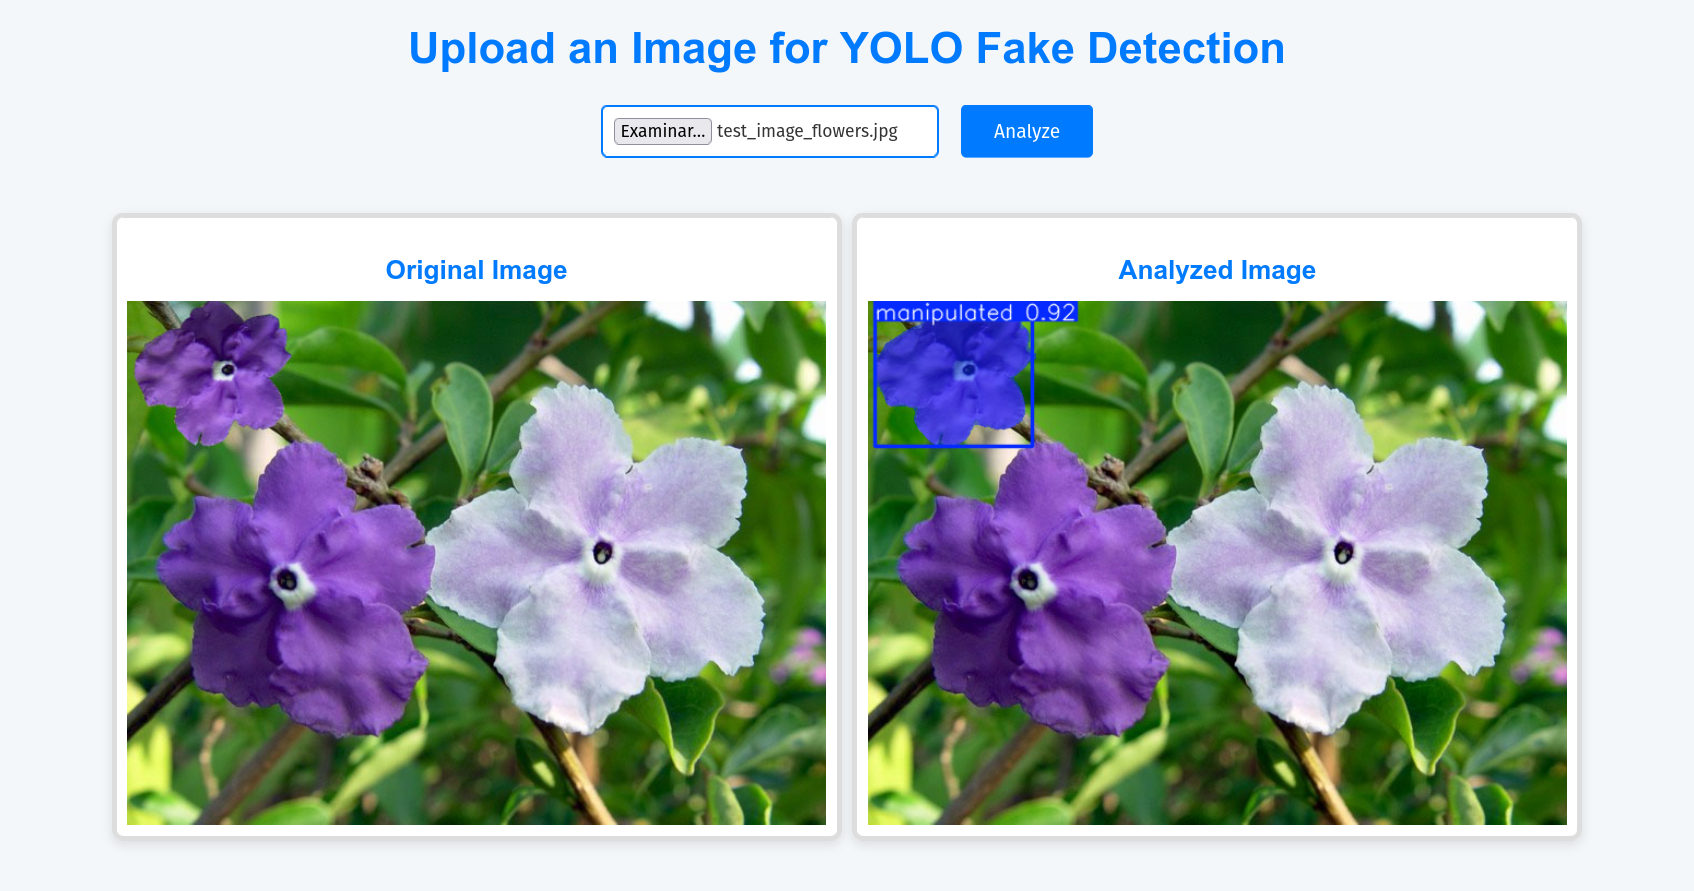 Upload an Image for YOLO Fake Detection
Examinar... test_image_flowers.jpg
Analyze
Original Image
Analyzed Image
manipulated 0.92